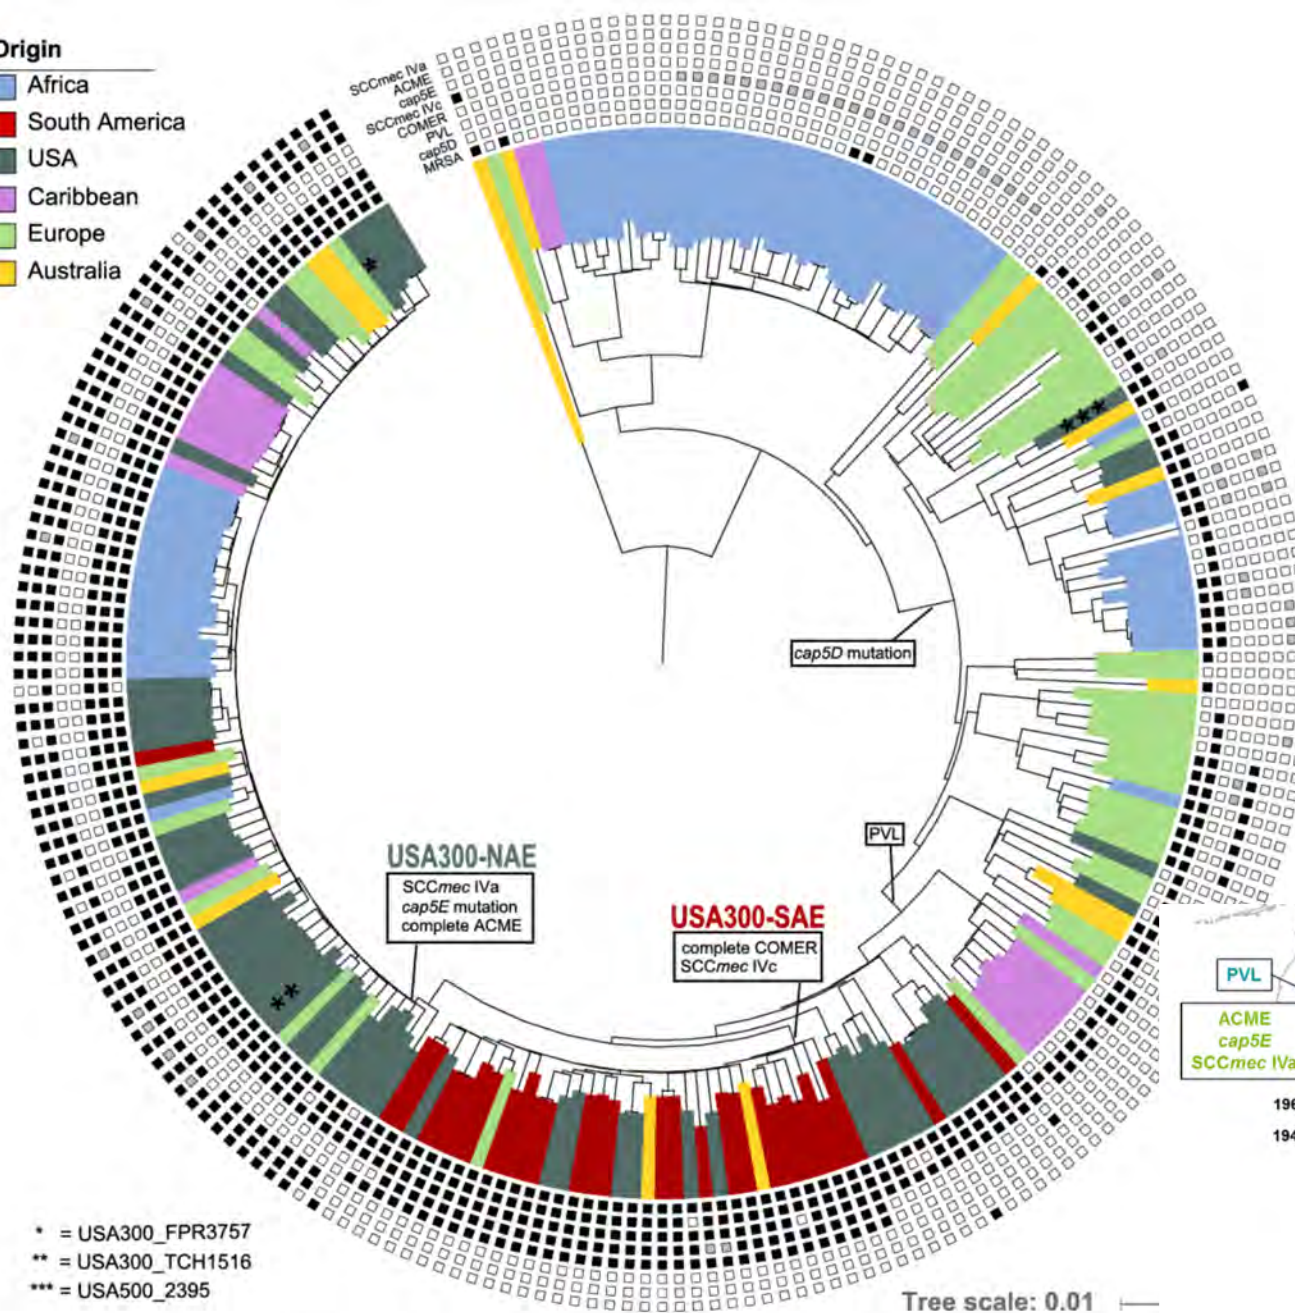 Origin
Africa
South America
USA
Caribbean
Europe
Australia
SCCmec IVa
ACME
cap5E
SCCmec IVc
COMER
PVL
cap5D
MRSA
*
***
cap5D mutation
PVL
USA300-NAE
SCCmec IVa
cap5E mutation
complete ACME
USA300-SAE
complete COMER
SCCmec IVc
**
PVL
ACME
cap5E
SCCmec IVa
196
194
* = USA300_FPR3757
** = USA300_TCH1516
*** = USA500_2395
Tree scale: 0.01